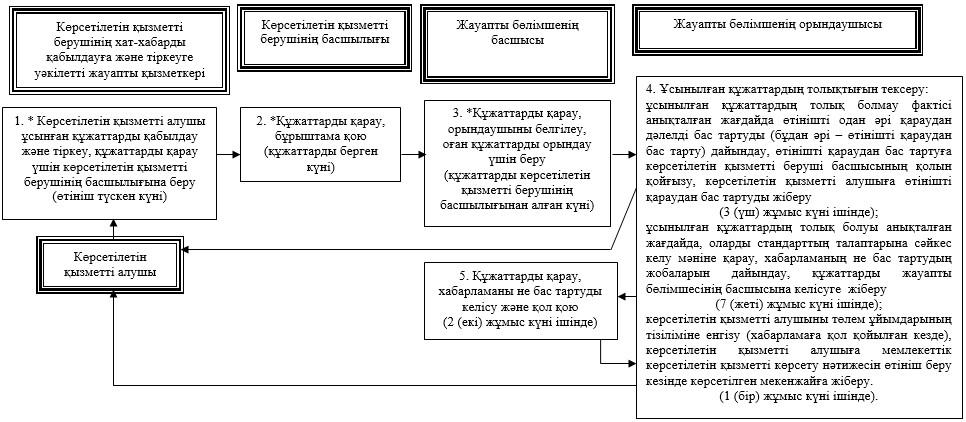 Көрсетілетін қызметті
берушінің хат-хабарды
қабылдауға және тіркеуге
уәкілетті жауапты қызметкері
Көрсетілетін қызметті
берушінің басшылығы
Жауапты бөлімшенің
басшысы
Жауапты бөлімшенің орындаушысы
1. * Көрсетілетін қызметті алушы
ұсынған құжаттарды қабылдау
және тіркеу, құжаттарды қарау
үшін көрсетілетін қызметті
берушінің басшылығына беру
(өтініш түскен күні)
2. *Құжаттарды қарау,
бұрыштама қою
(құжаттарды берген
күні)
3. *Құжаттарды қарау,
орындаушыны белгілеу,
оған құжаттарды орындау
үшін беру
(құжаттарды көрсетілетін
қызметті берушінің
басшылығынан алған күні)
4. Ұсынылған құжаттардың толықтығын тексеру:
ұсынылған құжаттардың толық болмау фактісі
анықталған жағдайда өтінішті одан әрі қараудан
дәлелді бас тартуды (бұдан әрі – өтінішті қараудан
бас тарту) дайындау, өтінішті қараудан бас тартуға
көрсетілетін қызметті беруші басшысының қолын
қойғызу, көрсетілетін қызметті алушыға өтінішті
қараудан бас тартуды жіберу
(3 (үш) жұмыс күні ішінде);
ұсынылған құжаттардың толық болуы анықталған
жағдайда, оларды стандарттың талаптарына сәйкес
келу мәніне қарау, хабарламаның не бас тартудың
жобаларын дайындау, құжаттарды жауапты
бөлімшесінің басшысына келісуге жіберу
(7 (жеті) жұмыс күні ішінде);
көрсетілетін қызметті алушыны төлем ұйымдарының
тізіліміне енгізу (хабарламаға қол қойылған кезде),
көрсетілетін қызметті алушыға мемлекеттік
көрсетілетін қызметті көрсету нәтижесін өтініш беру
кезінде көрсетілген мекенжайға жіберу.
(1 (бір) жұмыс күні ішінде).
Көрсетілетін
қызметті алушы
5. Құжаттарды қарау,
хабарламаны не бас тартуды
келісу және қол қою
(2 (екі) жұмыс күні ішінде)